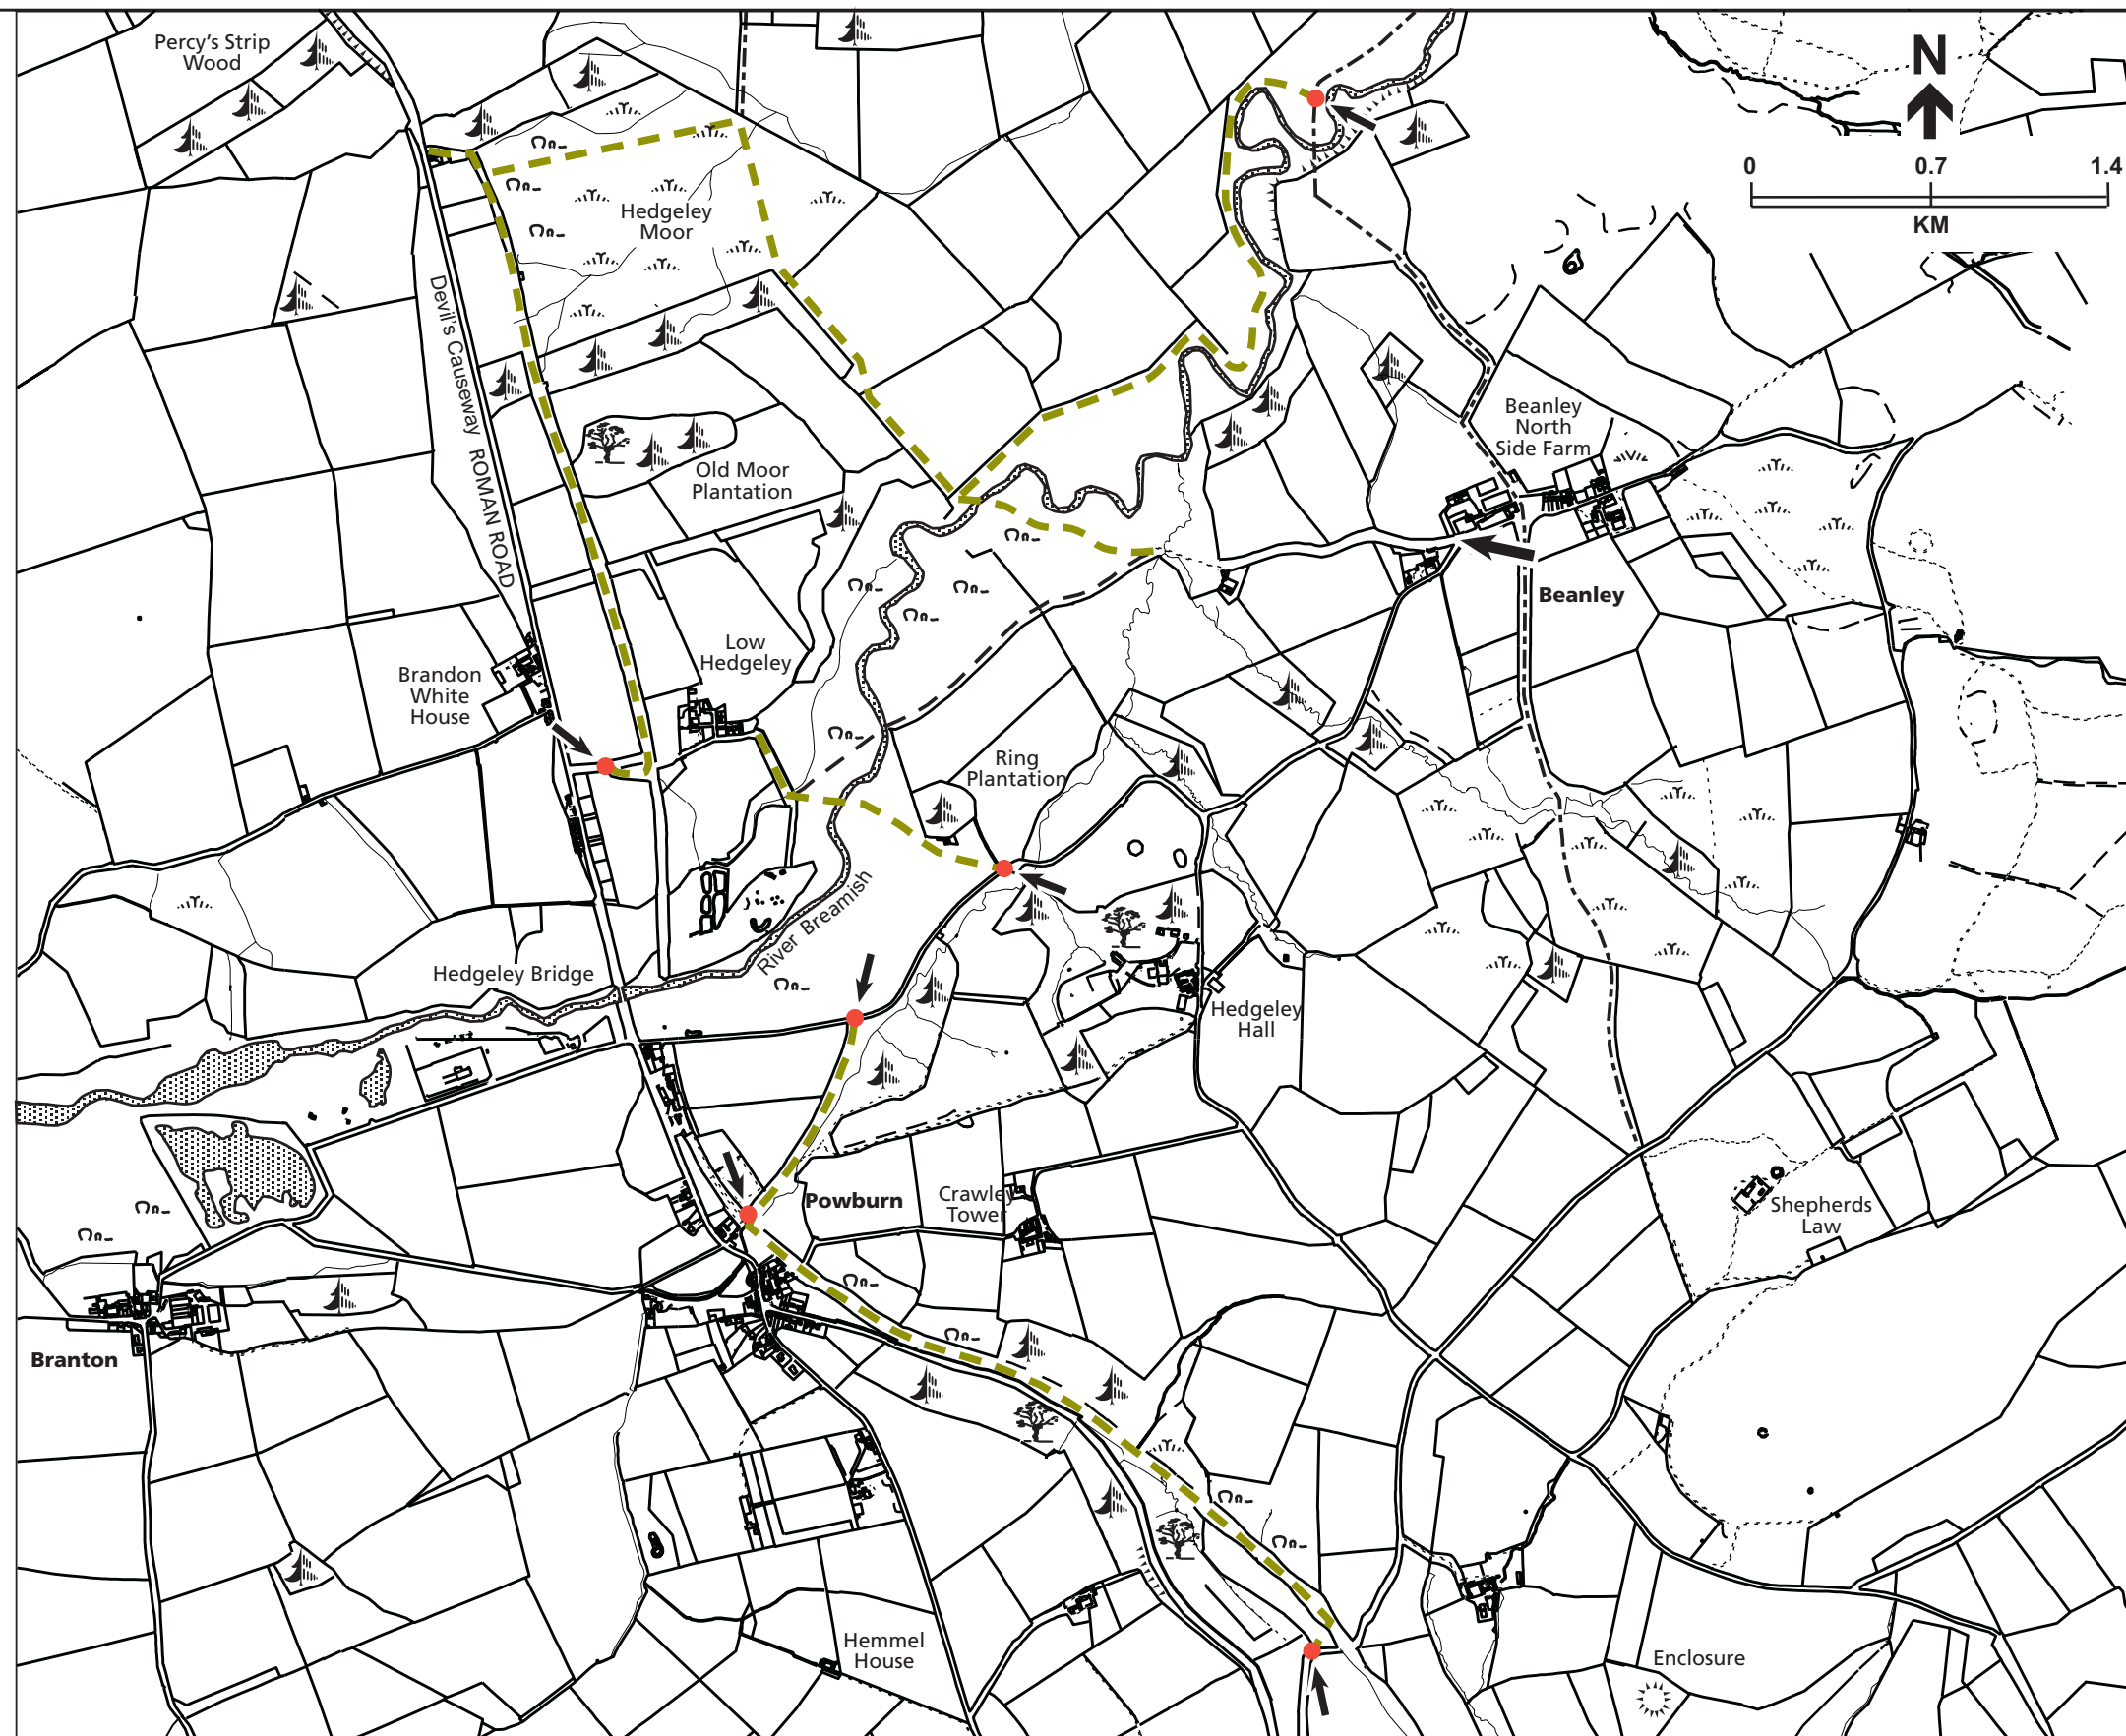 Percy's Strip
Wood
N
0 0.7 1.4
KM
Hedgeley
Moor
Devil's Causeway ROMAN ROAD
Beanley
North
Side Farm
Old Moor
Plantation
Beanley
Low
Hedgeley
Brandon
White
House
Ring
Plantation
River Breamish
Hedgeley Bridge
Hedgeley
Hall
Powburn
Crawley
Tower
Shepherds
Law
Branton
Hemmel
House
Enclosure